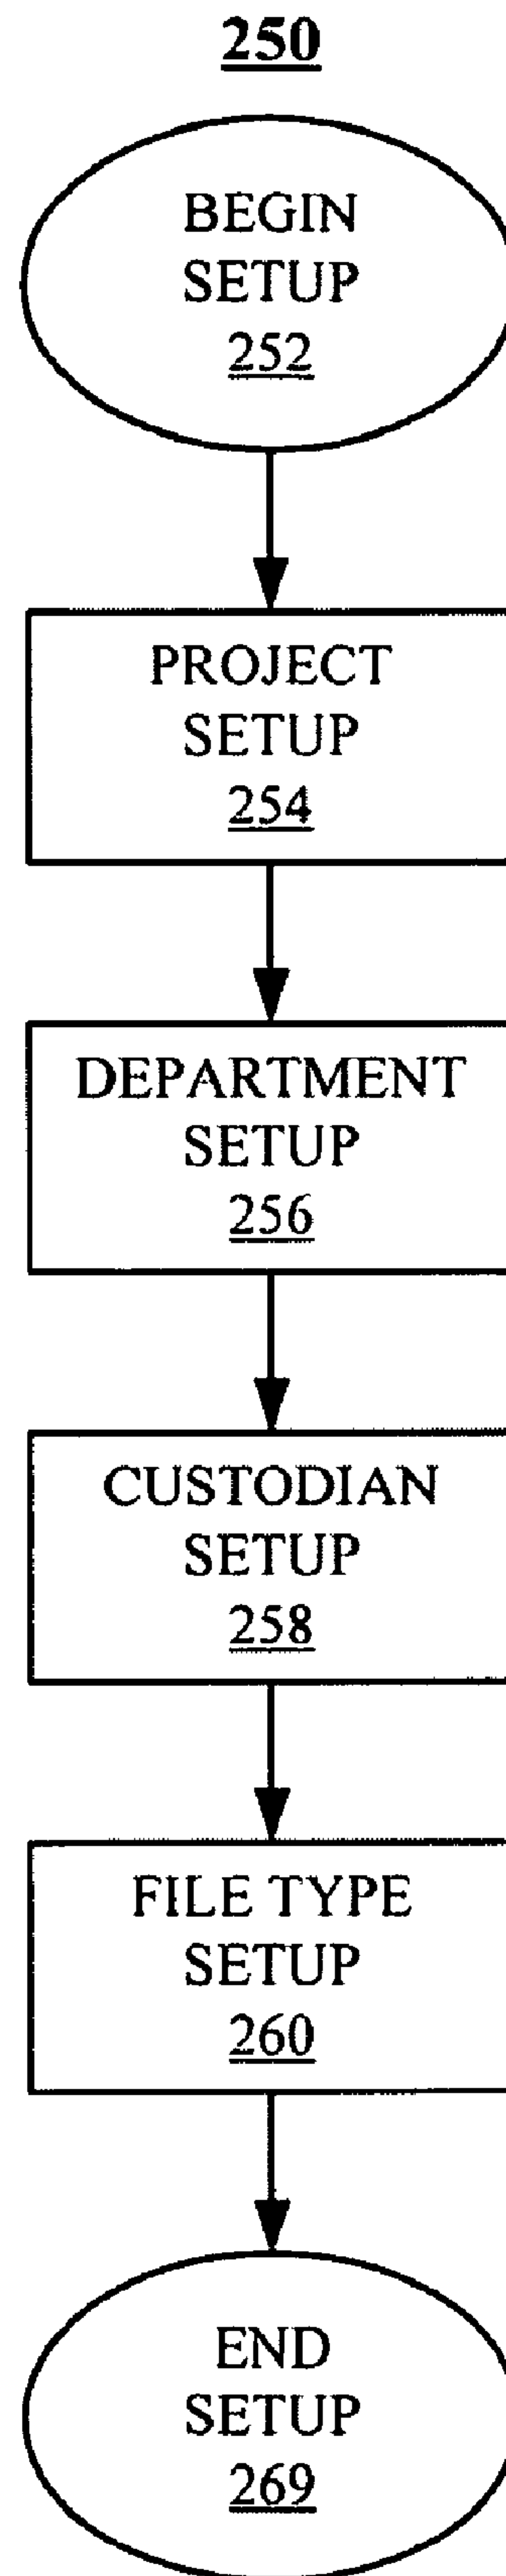 250
BEGIN
SETUP
252
PROJECT
SETUP
254
DEPARTMENT
SETUP
256
CUSTODIAN
SETUP
258
FILE TYPE
SETUP
260
END
SETUP
269